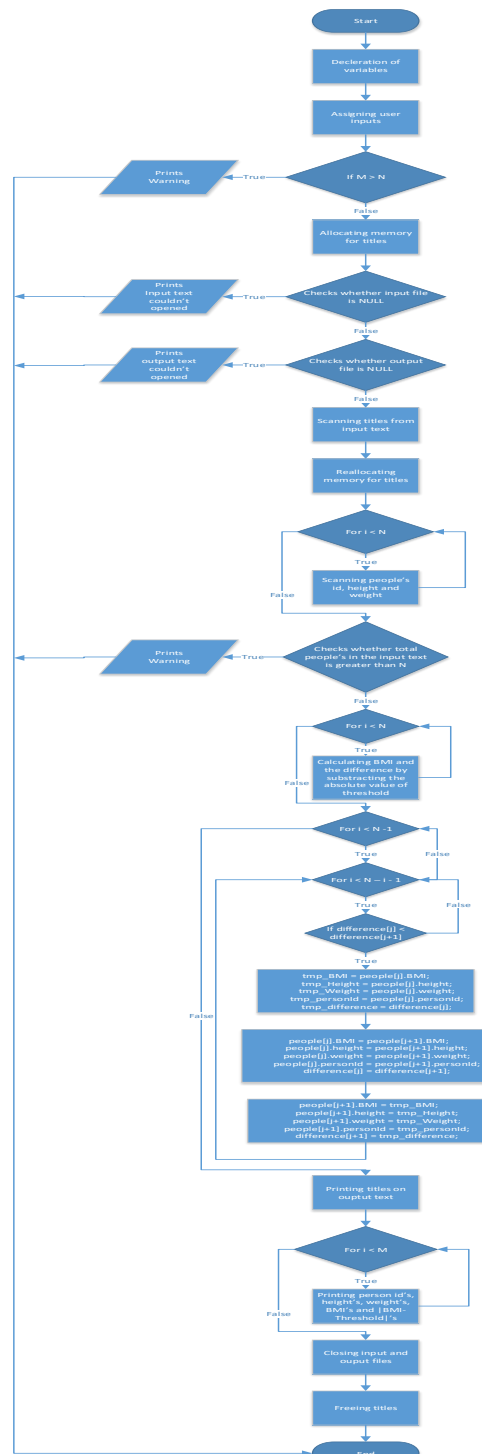 Start
Decleration of
variables
Assigning user
inputs
If M > N
True
Prints
Warning
False
Allocating memory
for titles
Checks whether input file
is NULL
True
Prints
Input text
couldn't
opened
False
Checks whether output
file is NULL
True
Prints
output text
couldn't
opened
False
Scanning titles from
input text
Reallocating
memory for titles
For i < N
True
Scanning people's
id, height and
weight
False
Checks whether total
people's in the input text
is greater than N
True
Prints
Warning
False
For i < N
True
Calculating BMI and
the difference by
substracting the
absolute value of
threshold
False
For i < N -1
True
False
For i < N – i - 1
True
False
If difference[j] <
difference[j+1]
True
tmp_BMI = people[j].BMI;
tmp_Height = people[j].height;
tmp_Weight = people[j].weight;
tmp_personId = people[j].personId;
tmp_difference = difference[j];
False
people[j].BMI = people[j+1].BMI;
people[j].height = people[j+1].height;
people[j].weight = people[j+1].weight;
people[j].personId = people[j+1].personId;
difference[j] = difference[j+1];
people[j+1].BMI = tmp_BMI;
people[j+1].height = tmp_Height;
people[j+1].weight = tmp_Weight;
people[j+1].personId = tmp_personId;
difference[j+1] = tmp_difference;
Printing titles on
ouptut text
For i < M
True
Printing person id's,
height's, weight's,
BMI's and |BMI-
Threshold|'s
False
Closing input and
ouput files
Freeing titles
End